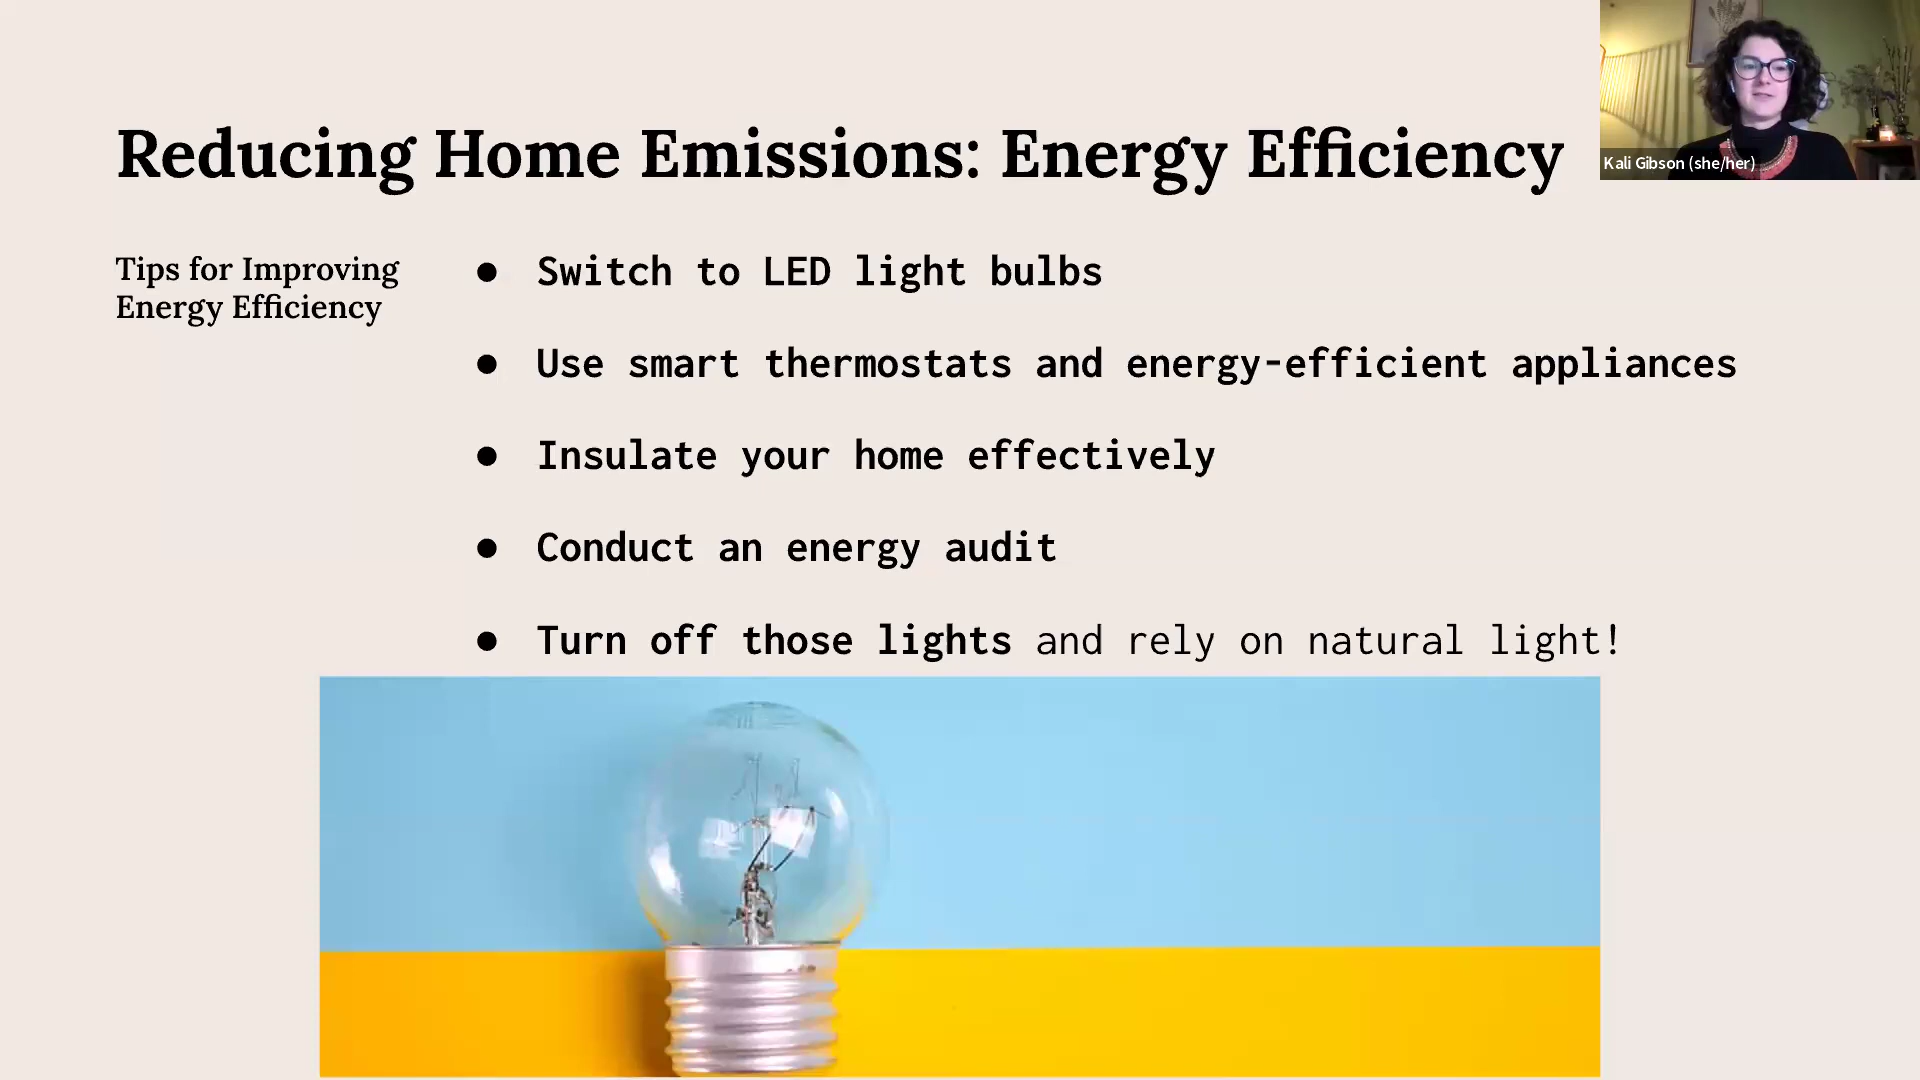 Reducing Home Emissions: Energy Efficiency
Kali Gibson (she/her)
Tips for Improving
Energy Efficiency
● Switch to LED light bulbs
● Use smart thermostats and energy-efficient appliances
● Insulate your home effectively
● Conduct an energy audit
● Turn off those lights and rely on natural light!